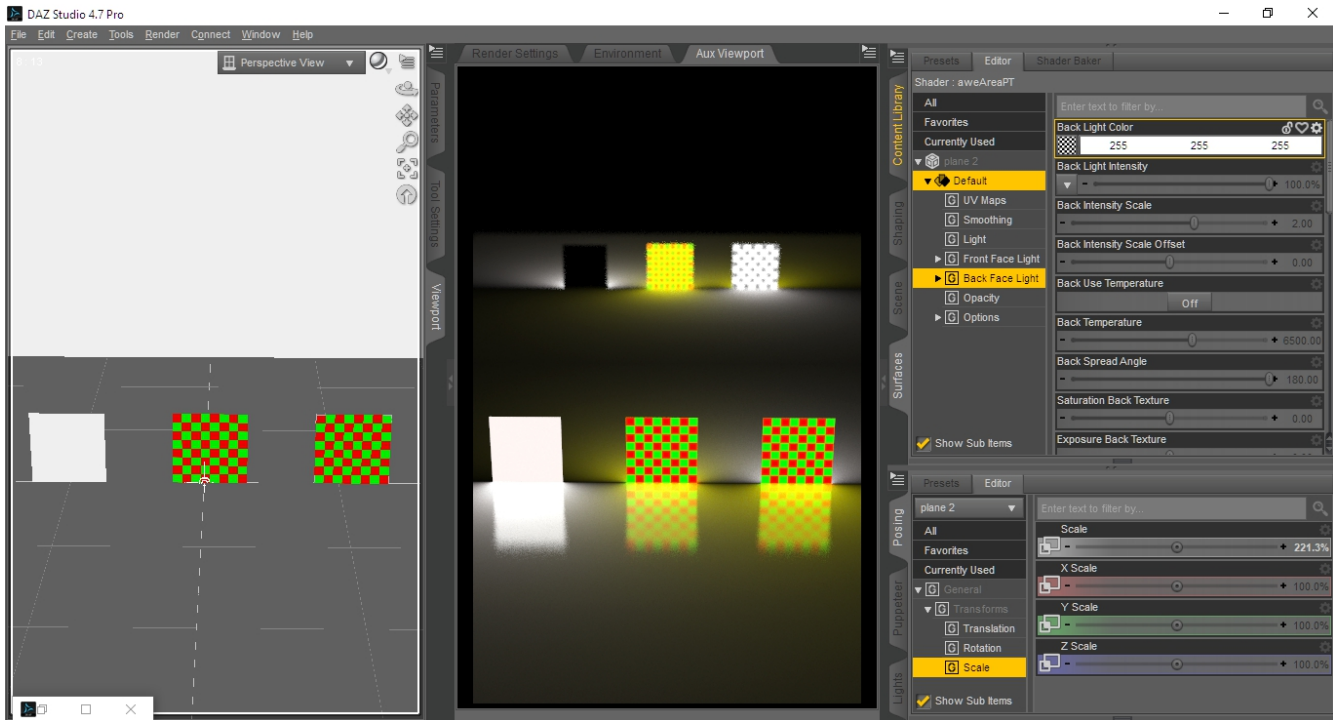 DAZ Studio 4.7 Pro
File Edit Create Tools Render Connect Window Help
Perspective View
Parameters
Tool Settings
Viewport
Render Settings Environment Aux Viewport
Content Library
Shaping
Scene
Surfaces
Presets Editor Shader Baker
Shader : aweAreaPT
All
Favorites
Currently Used
plane 2
Default
G UV Maps
G Smoothing
G Light
G Front Face Light
G Back Face Light
G Opacity
G Options
Show Sub Items
Enter text to filter by...
Back Light Color
255 255 255
Back Light Intensity
- 100.0%
Back Intensity Scale
- + 2.00
Back Intensity Scale Offset
- + 0.00
Back Use Temperature
Off
Back Temperature
- + 6500.00
Back Spread Angle
- 180.00
Saturation Back Texture
- + 0.00
Exposure Back Texture
Posing
Puppeteer
Lights
Presets Editor
plane 2
All
Favorites
Currently Used
G General
G Transforms
G Translation
G Rotation
G Scale
Show Sub Items
Enter text to filter by...
Scale
- + 221.3%
X Scale
- + 100.0%
Y Scale
- + 100.0%
Z Scale
- + 100.0%